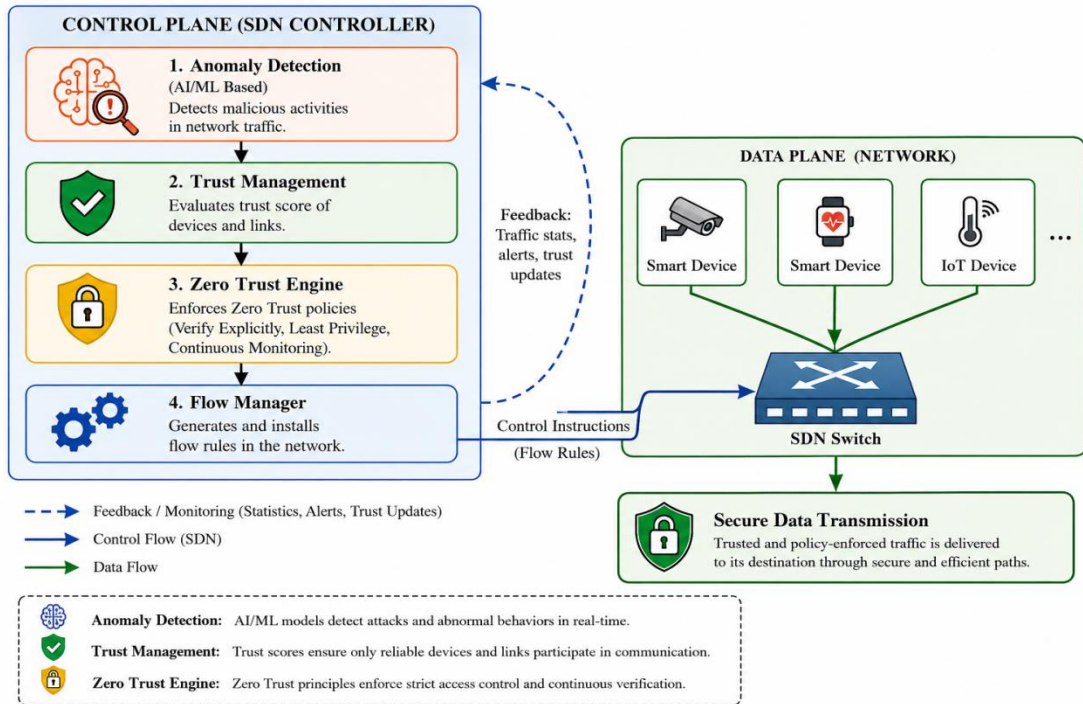 CONTROL PLANE (SDN CONTROLLER)
1. Anomaly Detection
(AI/ML Based)
Detects malicious activities
in network traffic.
2. Trust Management
Evaluates trust score of
devices and links.
3. Zero Trust Engine
Enforces Zero Trust policies
(Verify Explicitly, Least Privilege,
Continuous Monitoring).
4. Flow Manager
Generates and installs
flow rules in the network.
Feedback:
Traffic stats,
alerts, trust
updates
Control Instructions
(Flow Rules)
DATA PLANE (NETWORK)
Smart Device
Smart Device
IoT Device
...
SDN Switch
Secure Data Transmission
Trusted and policy-enforced traffic is delivered
to its destination through secure and efficient paths.
Feedback / Monitoring (Statistics, Alerts, Trust Updates)
Control Flow (SDN)
Data Flow
Anomaly Detection: AI/ML models detect attacks and abnormal behaviors in real-time.
Trust Management: Trust scores ensure only reliable devices and links participate in communication.
Zero Trust Engine: Zero Trust principles enforce strict access control and continuous verification.